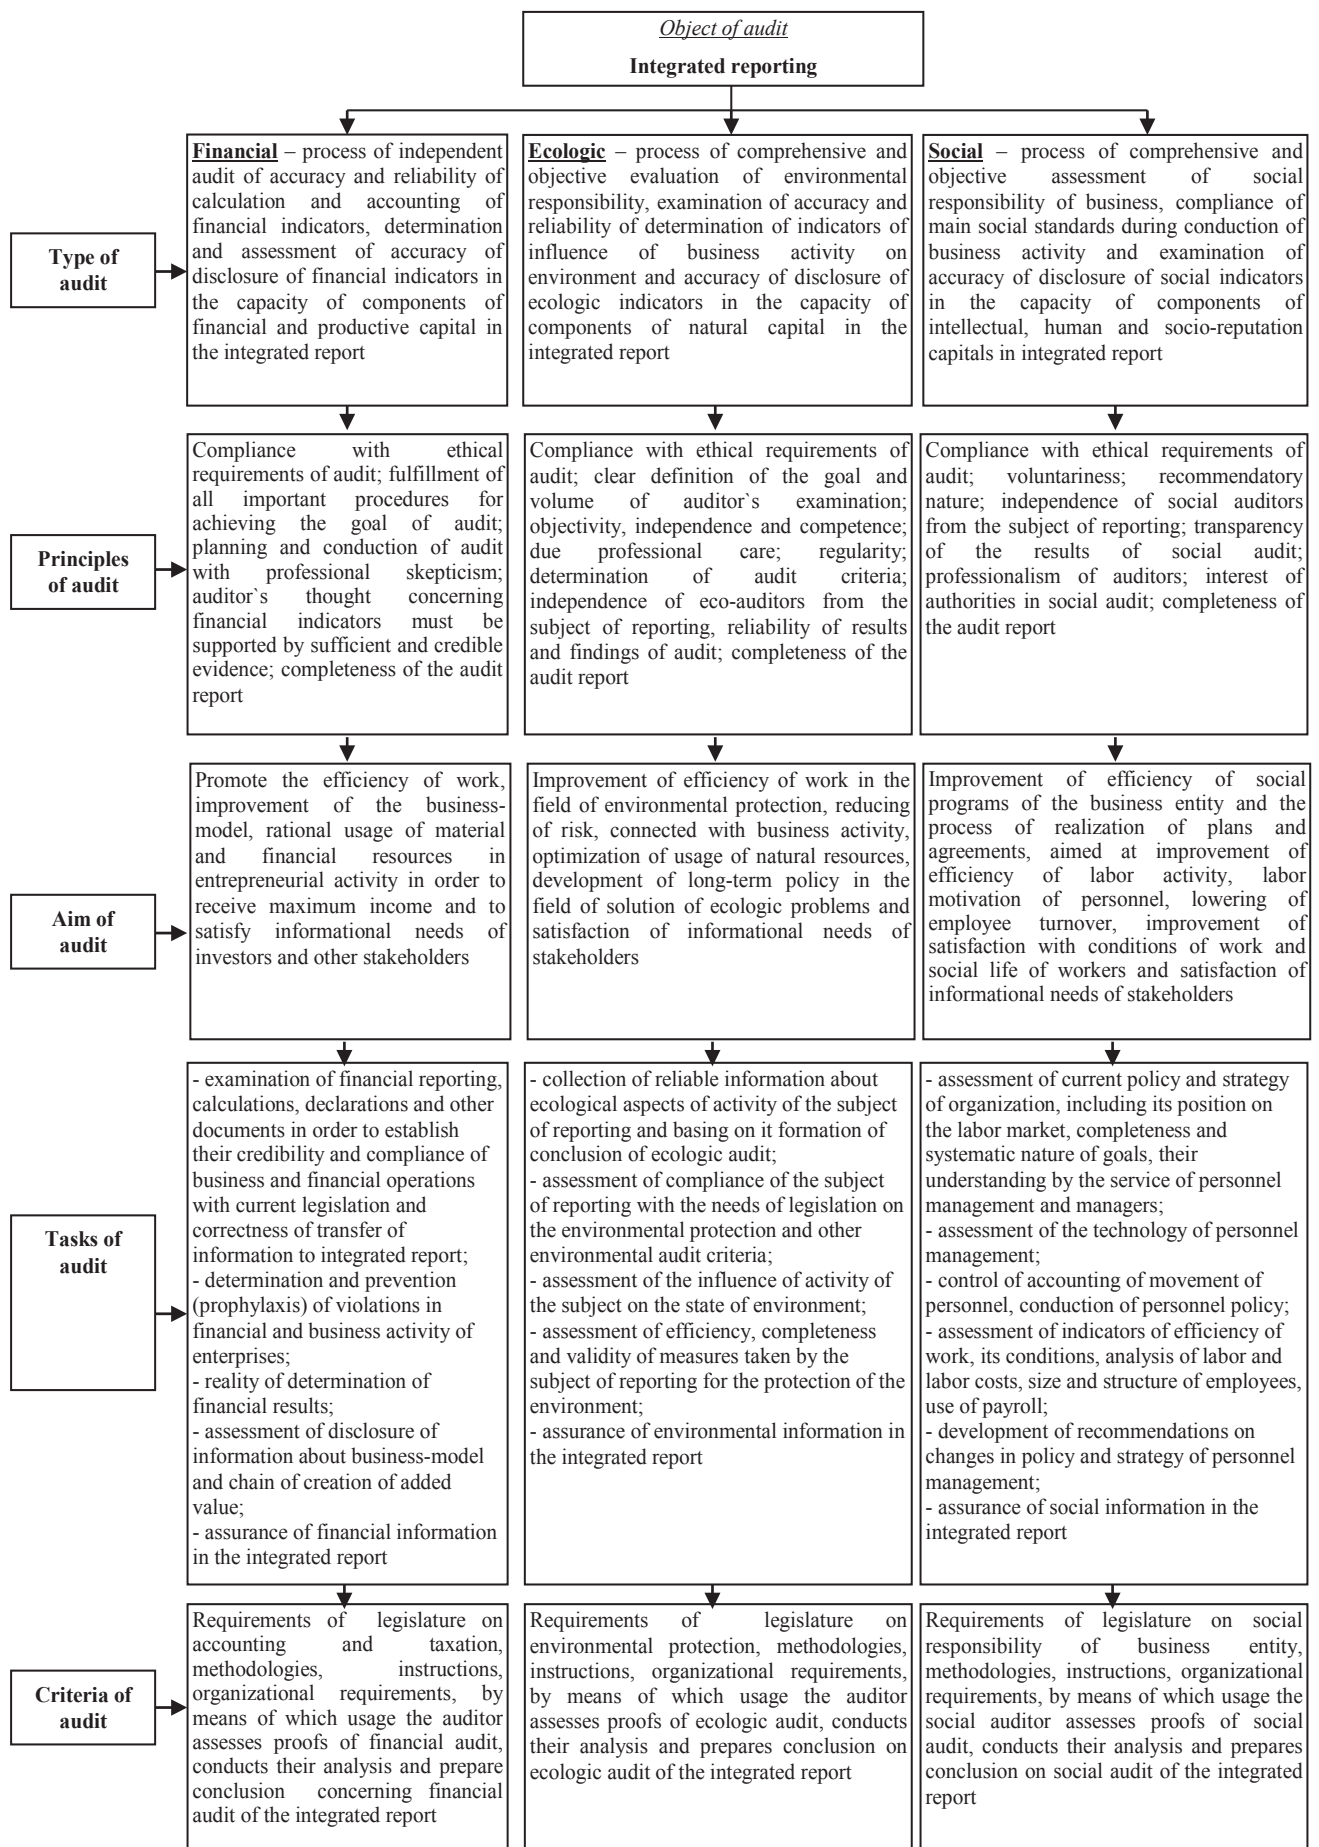 Object of audit
Integrated reporting
Type of
audit
Financial – process of independent
audit of accuracy and reliability of
calculation and accounting of
financial indicators, determination
and assessment of accuracy of
disclosure of financial indicators in
the capacity of components of
financial and productive capital in
the integrated report
Ecologic – process of comprehensive and
objective evaluation of environmental
responsibility, examination of accuracy and
reliability of determination of indicators of
influence of business activity on
environment and accuracy of disclosure of
ecologic indicators in the capacity of
components of natural capital in the
integrated report
Social – process of comprehensive and
objective assessment of social
responsibility of business, compliance of
main social standards during conduction of
business activity and examination of
accuracy of disclosure of social indicators
in the capacity of components of
intellectual, human and socio-reputation
capitals in integrated report
Principles
of audit
Compliance with ethical
requirements of audit; fulfillment of
all important procedures for
achieving the goal of audit;
planning and conduction of audit
with professional skepticism;
auditor`s thought concerning
financial indicators must be
supported by sufficient and credible
evidence; completeness of the audit
report
Compliance with ethical requirements of
audit; clear definition of the goal and
volume of auditor`s examination;
objectivity, independence and competence;
due professional care; regularity;
determination of audit criteria;
independence of eco-auditors from the
subject of reporting, reliability of results
and findings of audit; completeness of the
audit report
Compliance with ethical requirements of
audit; voluntariness; recommendatory
nature; independence of social auditors
from the subject of reporting; transparency
of the results of social audit;
professionalism of auditors; interest of
authorities in social audit; completeness of
the audit report
Aim of
audit
Promote the efficiency of work,
improvement of the business-
model, rational usage of material
and financial resources in
entrepreneurial activity in order to
receive maximum income and to
satisfy informational needs of
investors and other stakeholders
Improvement of efficiency of work in the
field of environmental protection, reducing
of risk, connected with business activity,
optimization of usage of natural resources,
development of long-term policy in the
field of solution of ecologic problems and
satisfaction of informational needs of
stakeholders
Improvement of efficiency of social
programs of the business entity and the
process of realization of plans and
agreements, aimed at improvement of
efficiency of labor activity, labor
motivation of personnel, lowering of
employee turnover, improvement of
satisfaction with conditions of work and
social life of workers and satisfaction of
informational needs of stakeholders
Tasks of
audit
- examination of financial reporting,
calculations, declarations and other
documents in order to establish
their credibility and compliance of
business and financial operations
with current legislation and
correctness of transfer of
information to integrated report;
- determination and prevention
(prophylaxis) of violations in
financial and business activity of
enterprises;
- reality of determination of
financial results;
- assessment of disclosure of
information about business-model
and chain of creation of added
value;
- assurance of financial information
in the integrated report
- collection of reliable information about
ecological aspects of activity of the subject
of reporting and basing on it formation of
conclusion of ecologic audit;
- assessment of compliance of the subject
of reporting with the needs of legislation on
the environmental protection and other
environmental audit criteria;
- assessment of the influence of activity of
the subject on the state of environment;
- assessment of efficiency, completeness
and validity of measures taken by the
subject of reporting for the protection of the
environment;
- assurance of environmental information in
the integrated report
- assessment of current policy and strategy
of organization, including its position on
the labor market, completeness and
systematic nature of goals, their
understanding by the service of personnel
management and managers;
- assessment of the technology of personnel
management;
- control of accounting of movement of
personnel, conduction of personnel policy;
- assessment of indicators of efficiency of
work, its conditions, analysis of labor and
labor costs, size and structure of employees,
use of payroll;
- development of recommendations on
changes in policy and strategy of personnel
management;
- assurance of social information in the
integrated report
Criteria of
audit
Requirements of legislature on
accounting and taxation,
methodologies, instructions,
organizational requirements, by
means of which usage the auditor
assesses proofs of financial audit,
conducts their analysis and prepare
conclusion concerning financial
audit of the integrated report
Requirements of legislature on
environmental protection, methodologies,
instructions, organizational requirements,
by means of which usage the auditor
assesses proofs of ecologic audit, conducts
their analysis and prepares conclusion on
ecologic audit of the integrated report
Requirements of legislature on social
responsibility of business entity,
methodologies, instructions, organizational
requirements, by means of which usage the
social auditor assesses proofs of social
audit, conducts their analysis and prepares
conclusion on social audit of the integrated
report